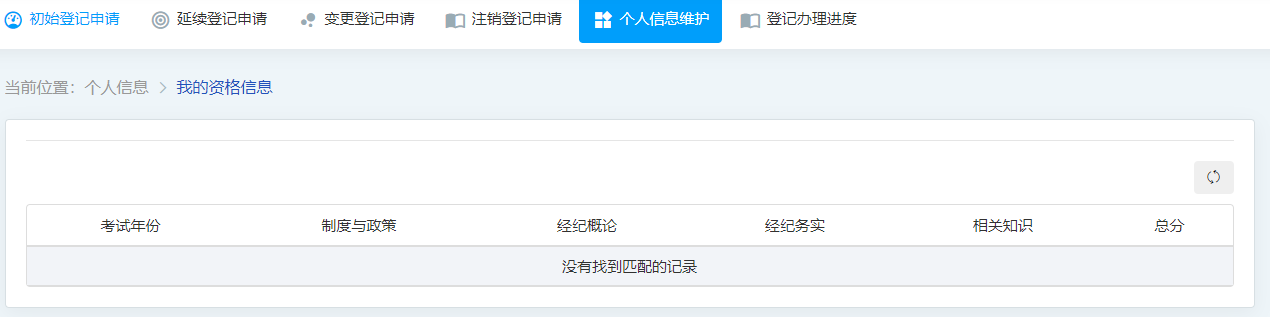 初始登记申请 延续登记申请 变更登记申请 注销登记申请 个人信息维护 登记办理进度
当前位置：个人信息 > 我的资格信息
考试年份 制度与政策 经纪概论 经纪务实 相关知识 总分
没有找到匹配的记录